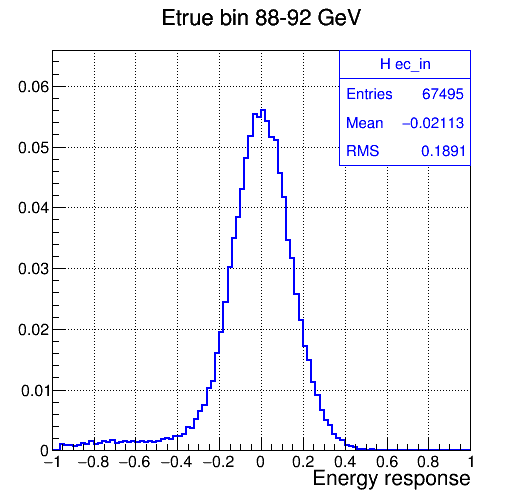 Etrue bin 88-92 GeV
H ec_in
Entries 67495
Mean −0.02113
RMS 0.1891
0.06
0.05
0.04
0.03
0.02
0.01
0
−1 −0.8 −0.6 −0.4 −0.2 0 0.2 0.4 0.6 0.8 1
Energy response